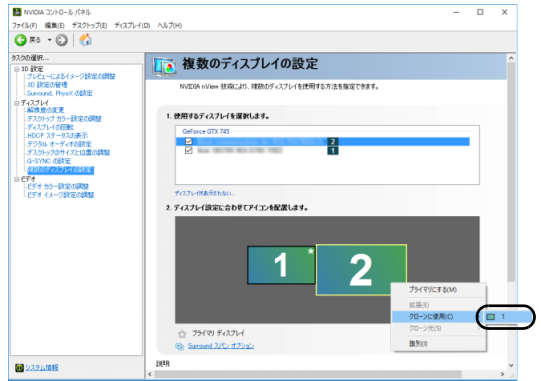 NVIDIA コントロール パネル
ファイル(F) 編集(E) デスクトップ(E) ディスプレイ(D) ヘルプ(H)
戻る
タスクの選択...
3D 設定
プレビューによるイメージ設定の調整
3D 設定の管理
Surround、PhysX の設定
ディスプレイ
解像度の変更
デスクトップ カラー設定の調整
ディスプレイの回転
HDCP ステータスの表示
デジタル オーディオの設定
デスクトップのサイズと位置の調整
G-SYNC の設定
複数のディスプレイの設定
ビデオ
ビデオ カラー設定の調整
ビデオ イメージ設定の調整
システム情報
複数のディスプレイの設定
NVIDIA nView 技術により、複数のディスプレイを使用する方法を指定できます。
1. 使用するディスプレイを選択します。
GeForce GTX 745
2
1
ディスプレイが表示されない...
2. ディスプレイ設定に合わせてアイコンを配置します。
1 2
プライマリにする(M)
拡張(X)
クローンに使用(C) 1
クローン元(S)
識別(I)
プライマリ ディスプレイ
Surround スパン オプション
説明